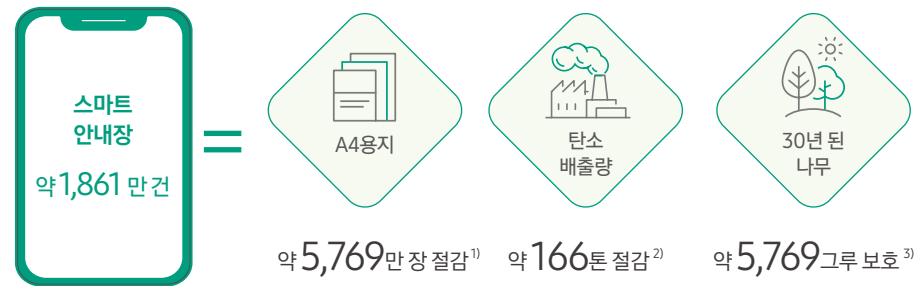 스마트
안내장
약 1,861 만 건
=
A4용지
탄소
배출량
30년 된
나무
약 5,769만 장 절감 1)
약 166톤 절감 2)
약 5,769그루 보호 3)